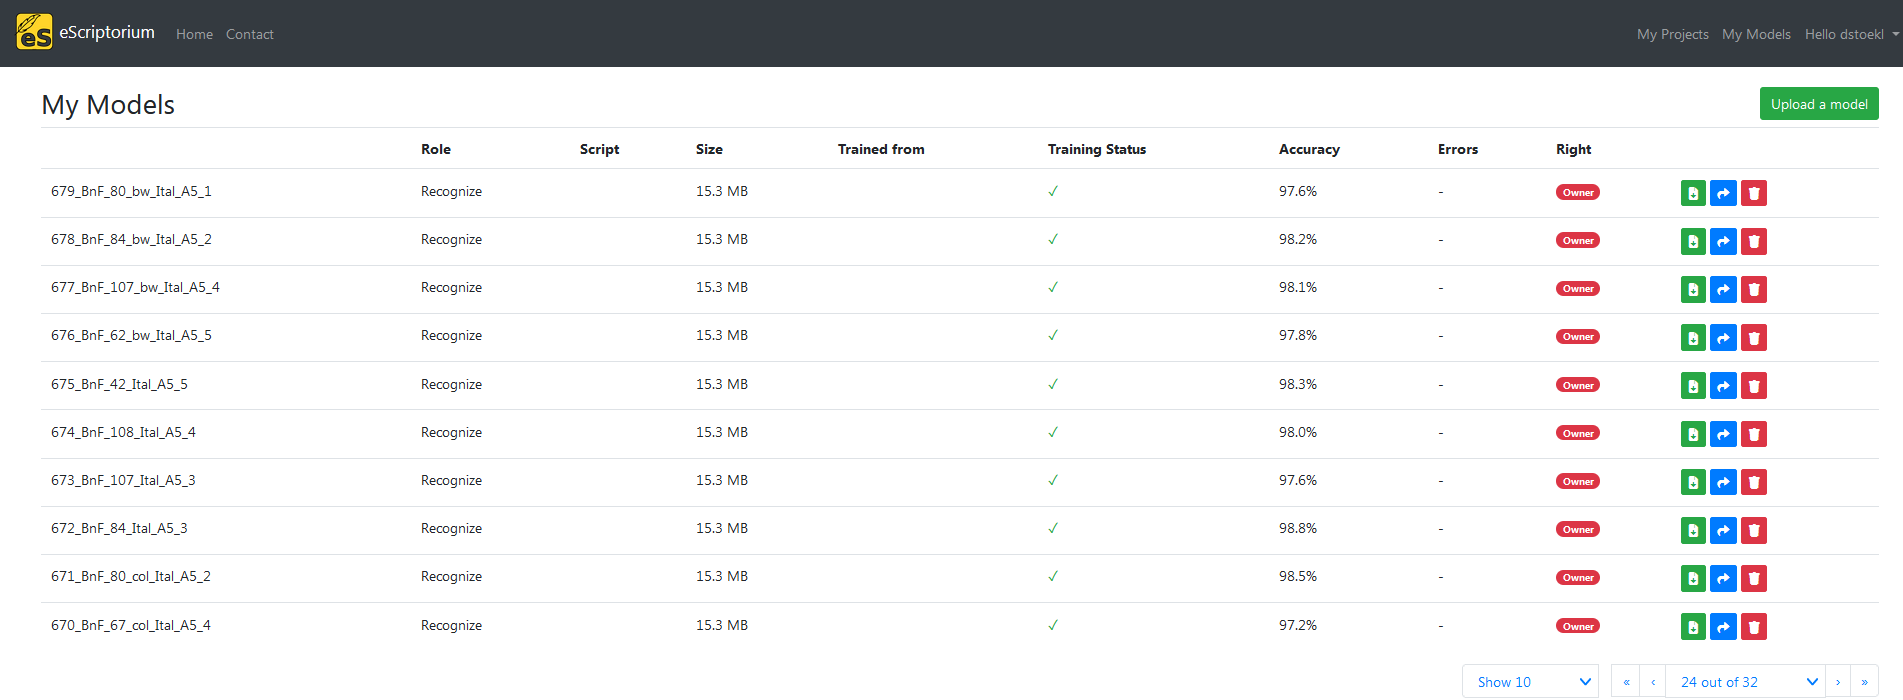 eS eScriptorium Home Contact My Projects My Models Hello dstoekl
My Models Upload a model
Role Script Size Trained from Training Status Accuracy Errors Right
679_BnF_80_bw_Ital_A5_1 Recognize 15.3 MB ✓ 97.6% - Owner
678_BnF_84_bw_Ital_A5_2 Recognize 15.3 MB ✓ 98.2% - Owner
677_BnF_107_bw_Ital_A5_4 Recognize 15.3 MB ✓ 98.1% - Owner
676_BnF_62_bw_Ital_A5_5 Recognize 15.3 MB ✓ 97.8% - Owner
675_BnF_42_Ital_A5_5 Recognize 15.3 MB ✓ 98.3% - Owner
674_BnF_108_Ital_A5_4 Recognize 15.3 MB ✓ 98.0% - Owner
673_BnF_107_Ital_A5_3 Recognize 15.3 MB ✓ 97.6% - Owner
672_BnF_84_Ital_A5_3 Recognize 15.3 MB ✓ 98.8% - Owner
671_BnF_80_col_Ital_A5_2 Recognize 15.3 MB ✓ 98.5% - Owner
670_BnF_67_col_Ital_A5_4 Recognize 15.3 MB ✓ 97.2% - Owner
Show 10 « ‹ 24 out of 32 › »